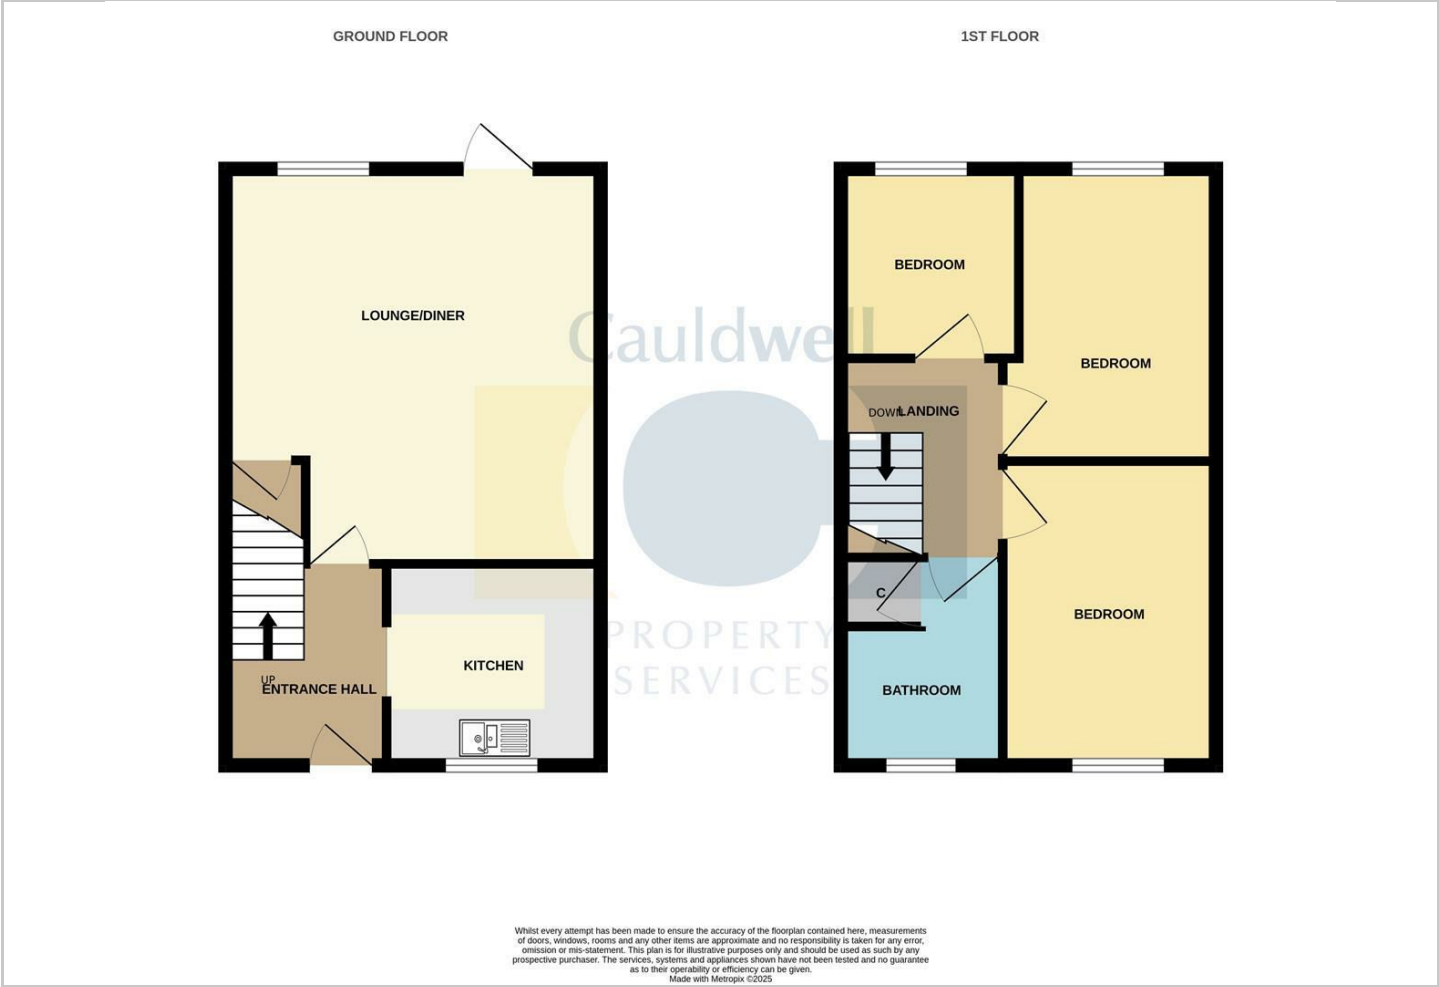 GROUND FLOOR
1ST FLOOR
LOUNGE/DINER
UP
ENTRANCE HALL
KITCHEN
BEDROOM
BEDROOM
DOWN
LANDING
C
BEDROOM
BATHROOM
Cauldwell
PROPERTY
SERVICES
Whilst every attempt has been made to ensure the accuracy of the floorplan contained here, measurements
of doors, windows, rooms and any other items are approximate and no responsibility is taken for any error,
omission or mis-statement. This plan is for illustrative purposes only and should be used as such by any
prospective purchaser. The services, systems and appliances shown have not been tested and no guarantee
as to their operability or efficiency can be given.
Made with Metropix ©2025